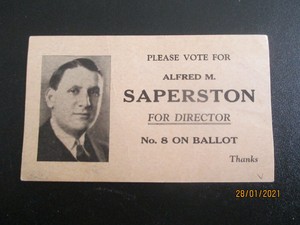 PLEASE VOTE FOR
ALFRED M.
SAPERSTON
FOR DIRECTOR
No. 8 ON BALLOT
Thanks
28/01/2021